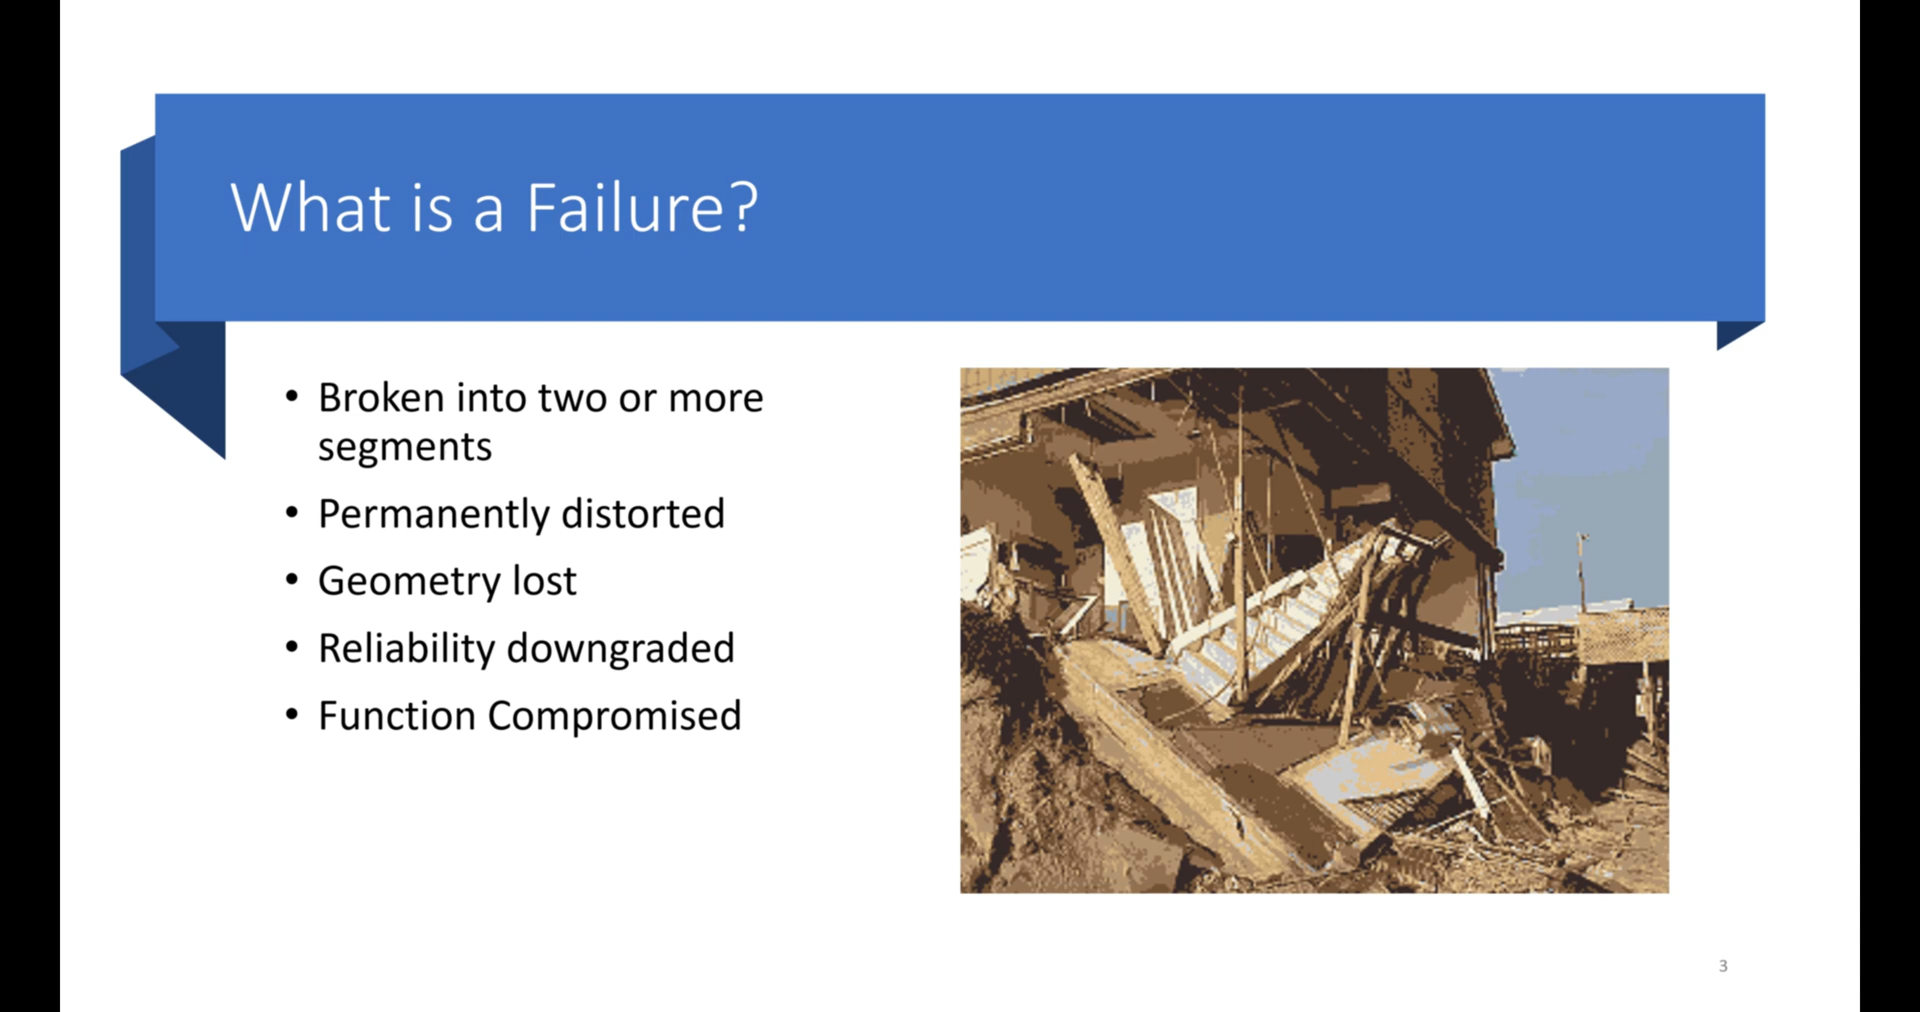 What is a Failure?
• Broken into two or more
segments
• Permanently distorted
• Geometry lost
• Reliability downgraded
• Function Compromised
3